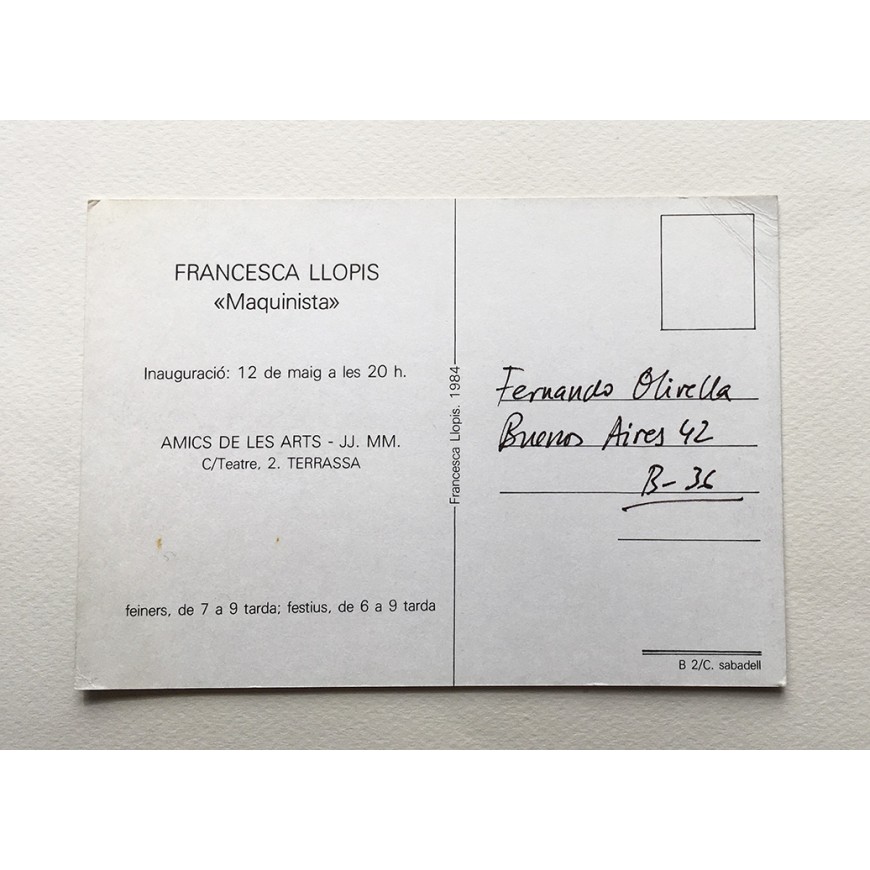 FRANCESCA LLOPIS
«Maquinista»
Inauguració: 12 de maig a les 20 h.
AMICS DE LES ARTS - JJ. MM.
C/Teatre, 2. TERRASSA
feiners, de 7 a 9 tarda; festius, de 6 a 9 tarda
Francesca Llopis. 1984
Fernando Olivella
Buenos Aires 42
B-36
B 2/C. sabadell